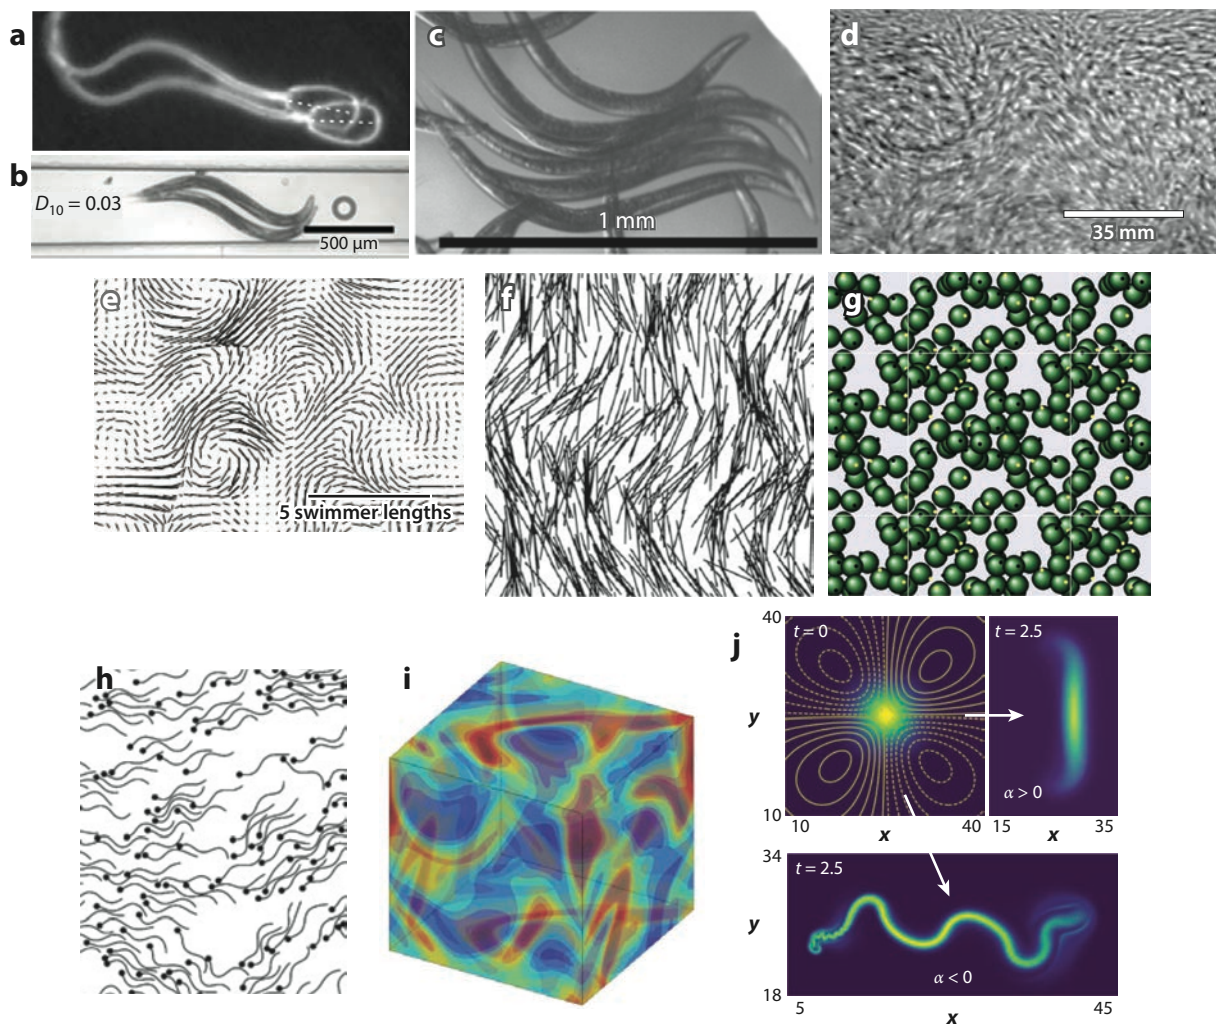 a
c
d
b
D10 = 0.03
500 µm
1 mm
35 mm
e
f
g
5 swimmer lengths
h
i
j
40
t = 0
t = 2.5
y
α > 0
10
10
x
40
15
x
35
34
t = 2.5
y
α < 0
18
5
x
45